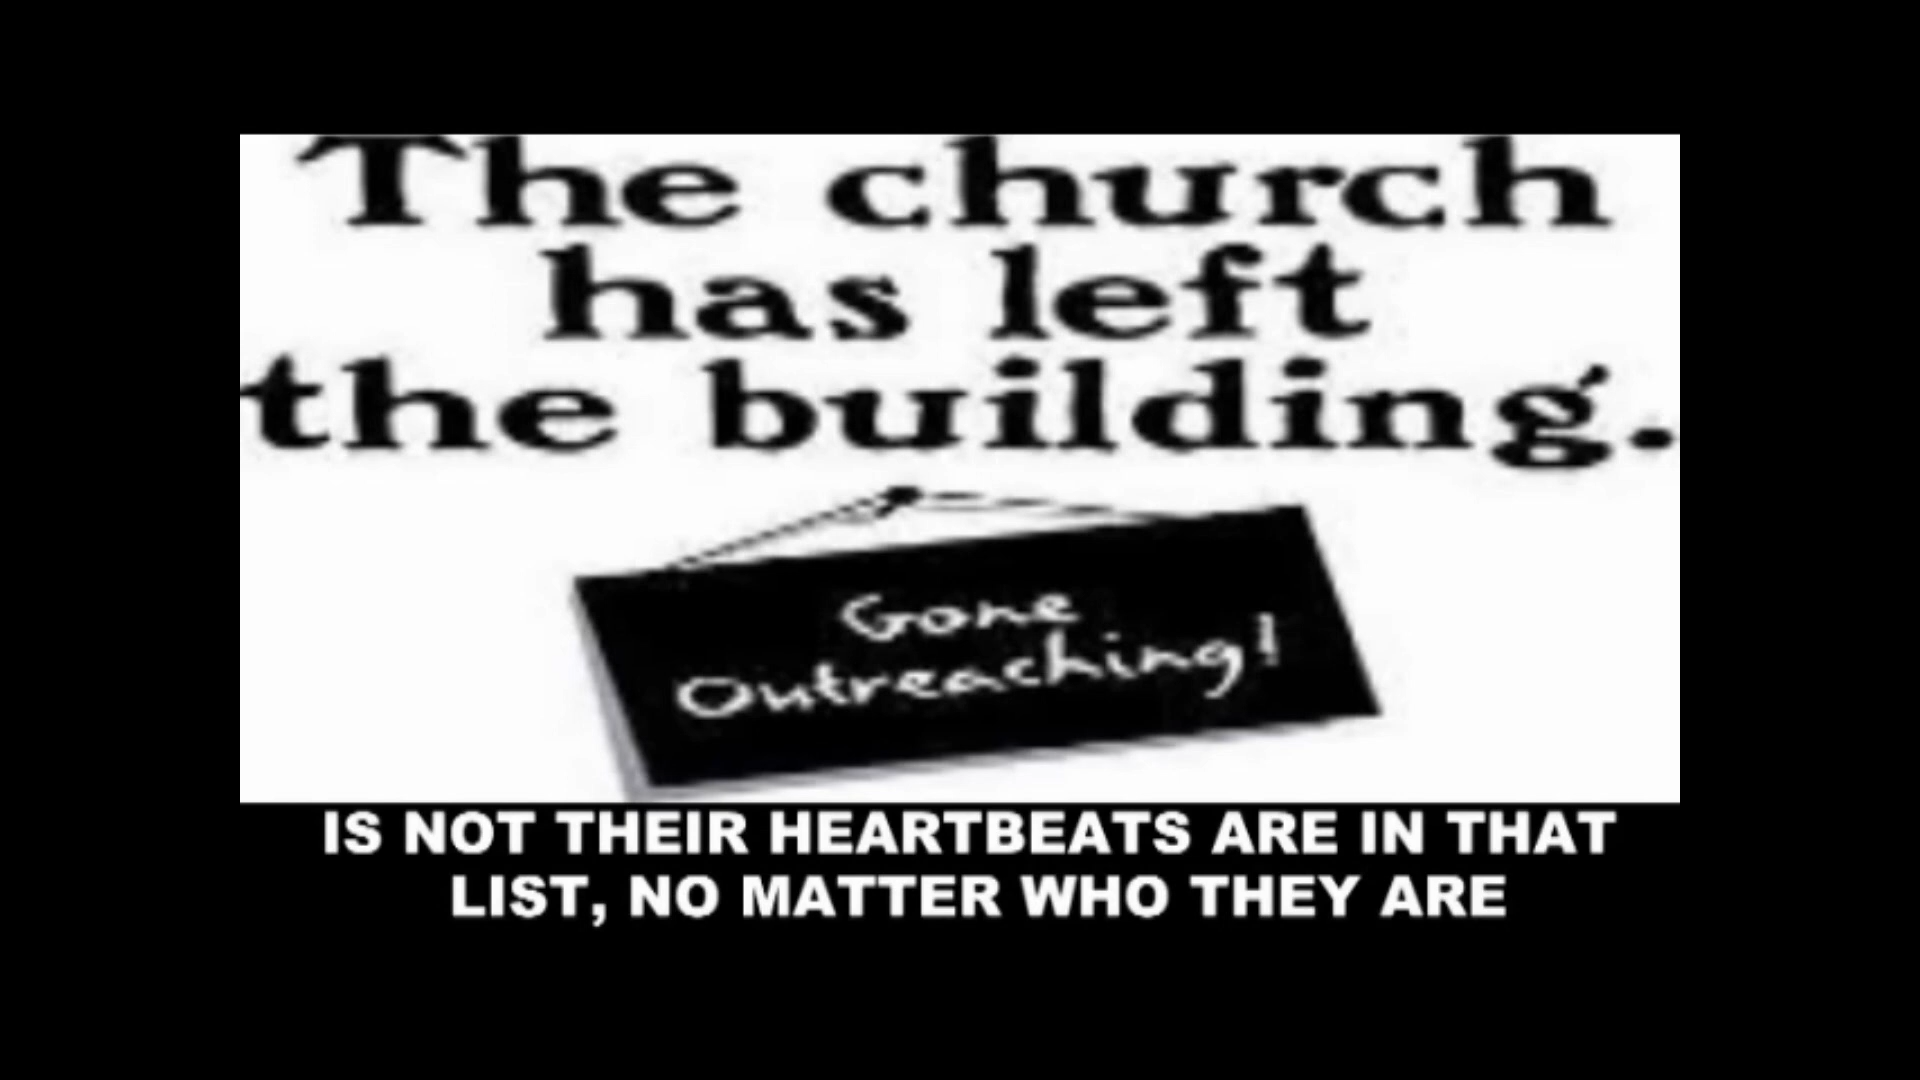 The church
has left
the building.
Gone
Outreaching!
IS NOT THEIR HEARTBEATS ARE IN THAT
LIST, NO MATTER WHO THEY ARE